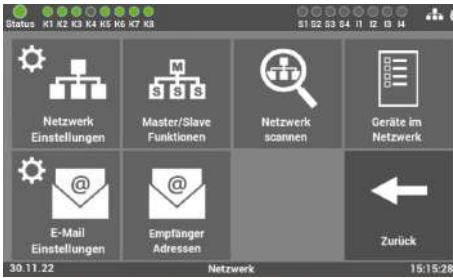 Status K1 K2 K3 K4 K5 K6 K7 K8 S1 S2 S3 S4 I1 I2 I3 I4
M
S S S
Netzwerk
Einstellungen
Master/Slave
Funktionen
Netzwerk
scannen
Geräte im
Netzwerk
@
@
E-Mail
Einstellungen
Empfänger
Adressen
Zurück
30.11.22 Netzwerk 15:15:28